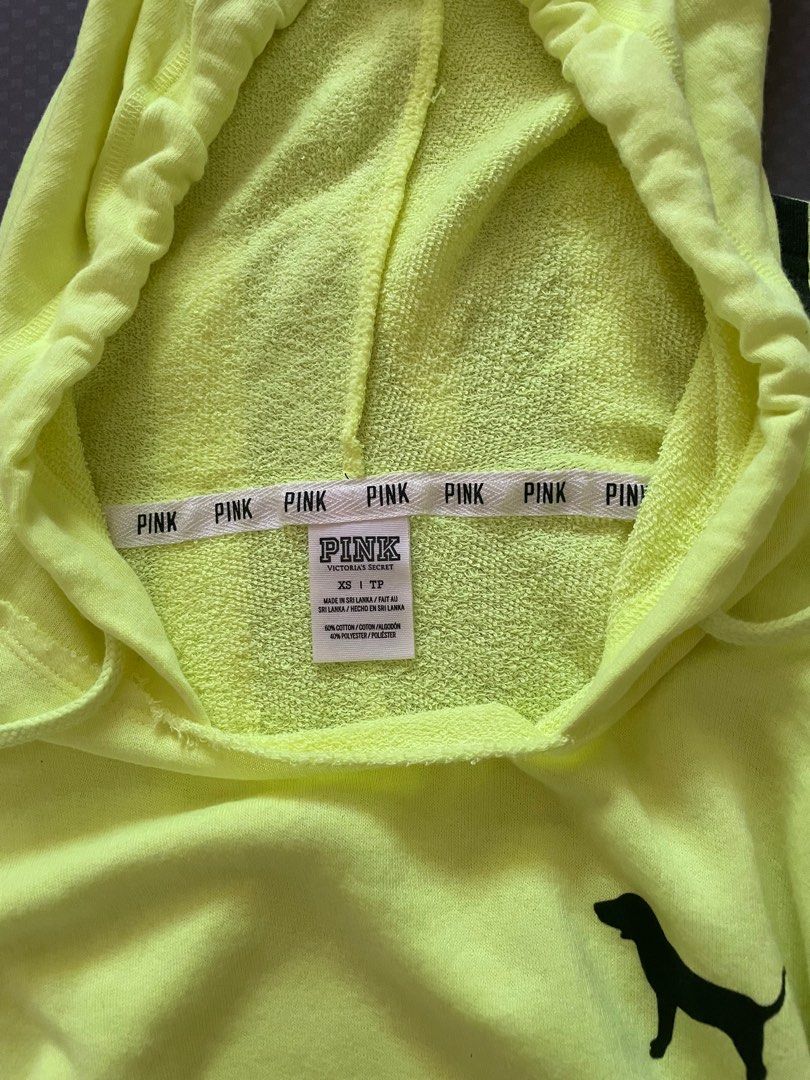 PINK PINK PINK PINK PINK PINK PIN
PINK
VICTORIA'S SECRET
XS | TP
MADE IN SRI LANKA / FAIT AU
SRI LANKA / HECHO EN SRI LANKA
60% COTTON / COTON / ALGODÓN
40% POLYESTER / POLIÉSTER